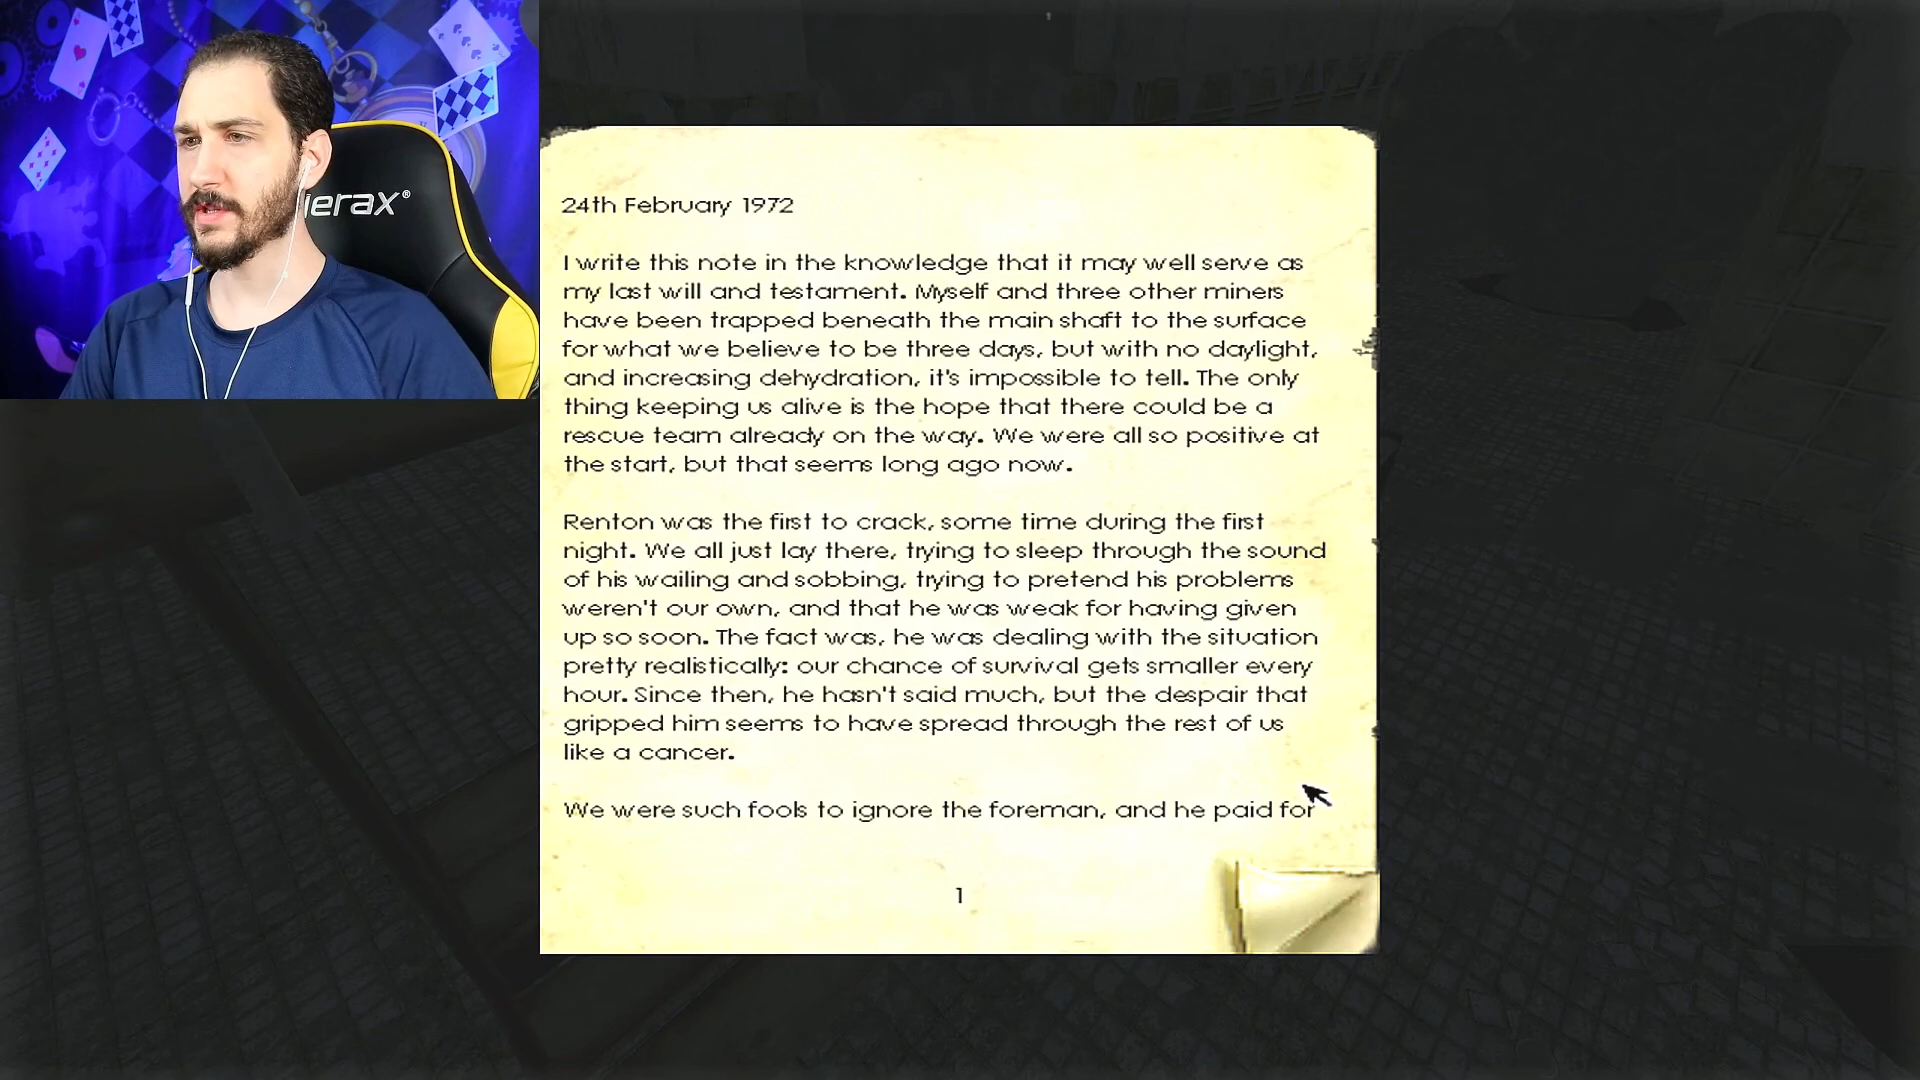 ierax®
24th February 1972
I write this note in the knowledge that it may well serve as
my last will and testament. Myself and three other miners
have been trapped beneath the main shaft to the surface
for what we believe to be three days, but with no daylight,
and increasing dehydration, it's impossible to tell. The only
thing keeping us alive is the hope that there could be a
rescue team already on the way. We were all so positive at
the start, but that seems long ago now.
Renton was the first to crack, some time during the first
night. We all just lay there, trying to sleep through the sound
of his wailing and sobbing, trying to pretend his problems
weren't our own, and that he was weak for having given
up so soon. The fact was, he was dealing with the situation
pretty realistically: our chance of survival gets smaller every
hour. Since then, he hasn't said much, but the despair that
gripped him seems to have spread through the rest of us
like a cancer.
We were such fools to ignore the foreman, and he paid for
1